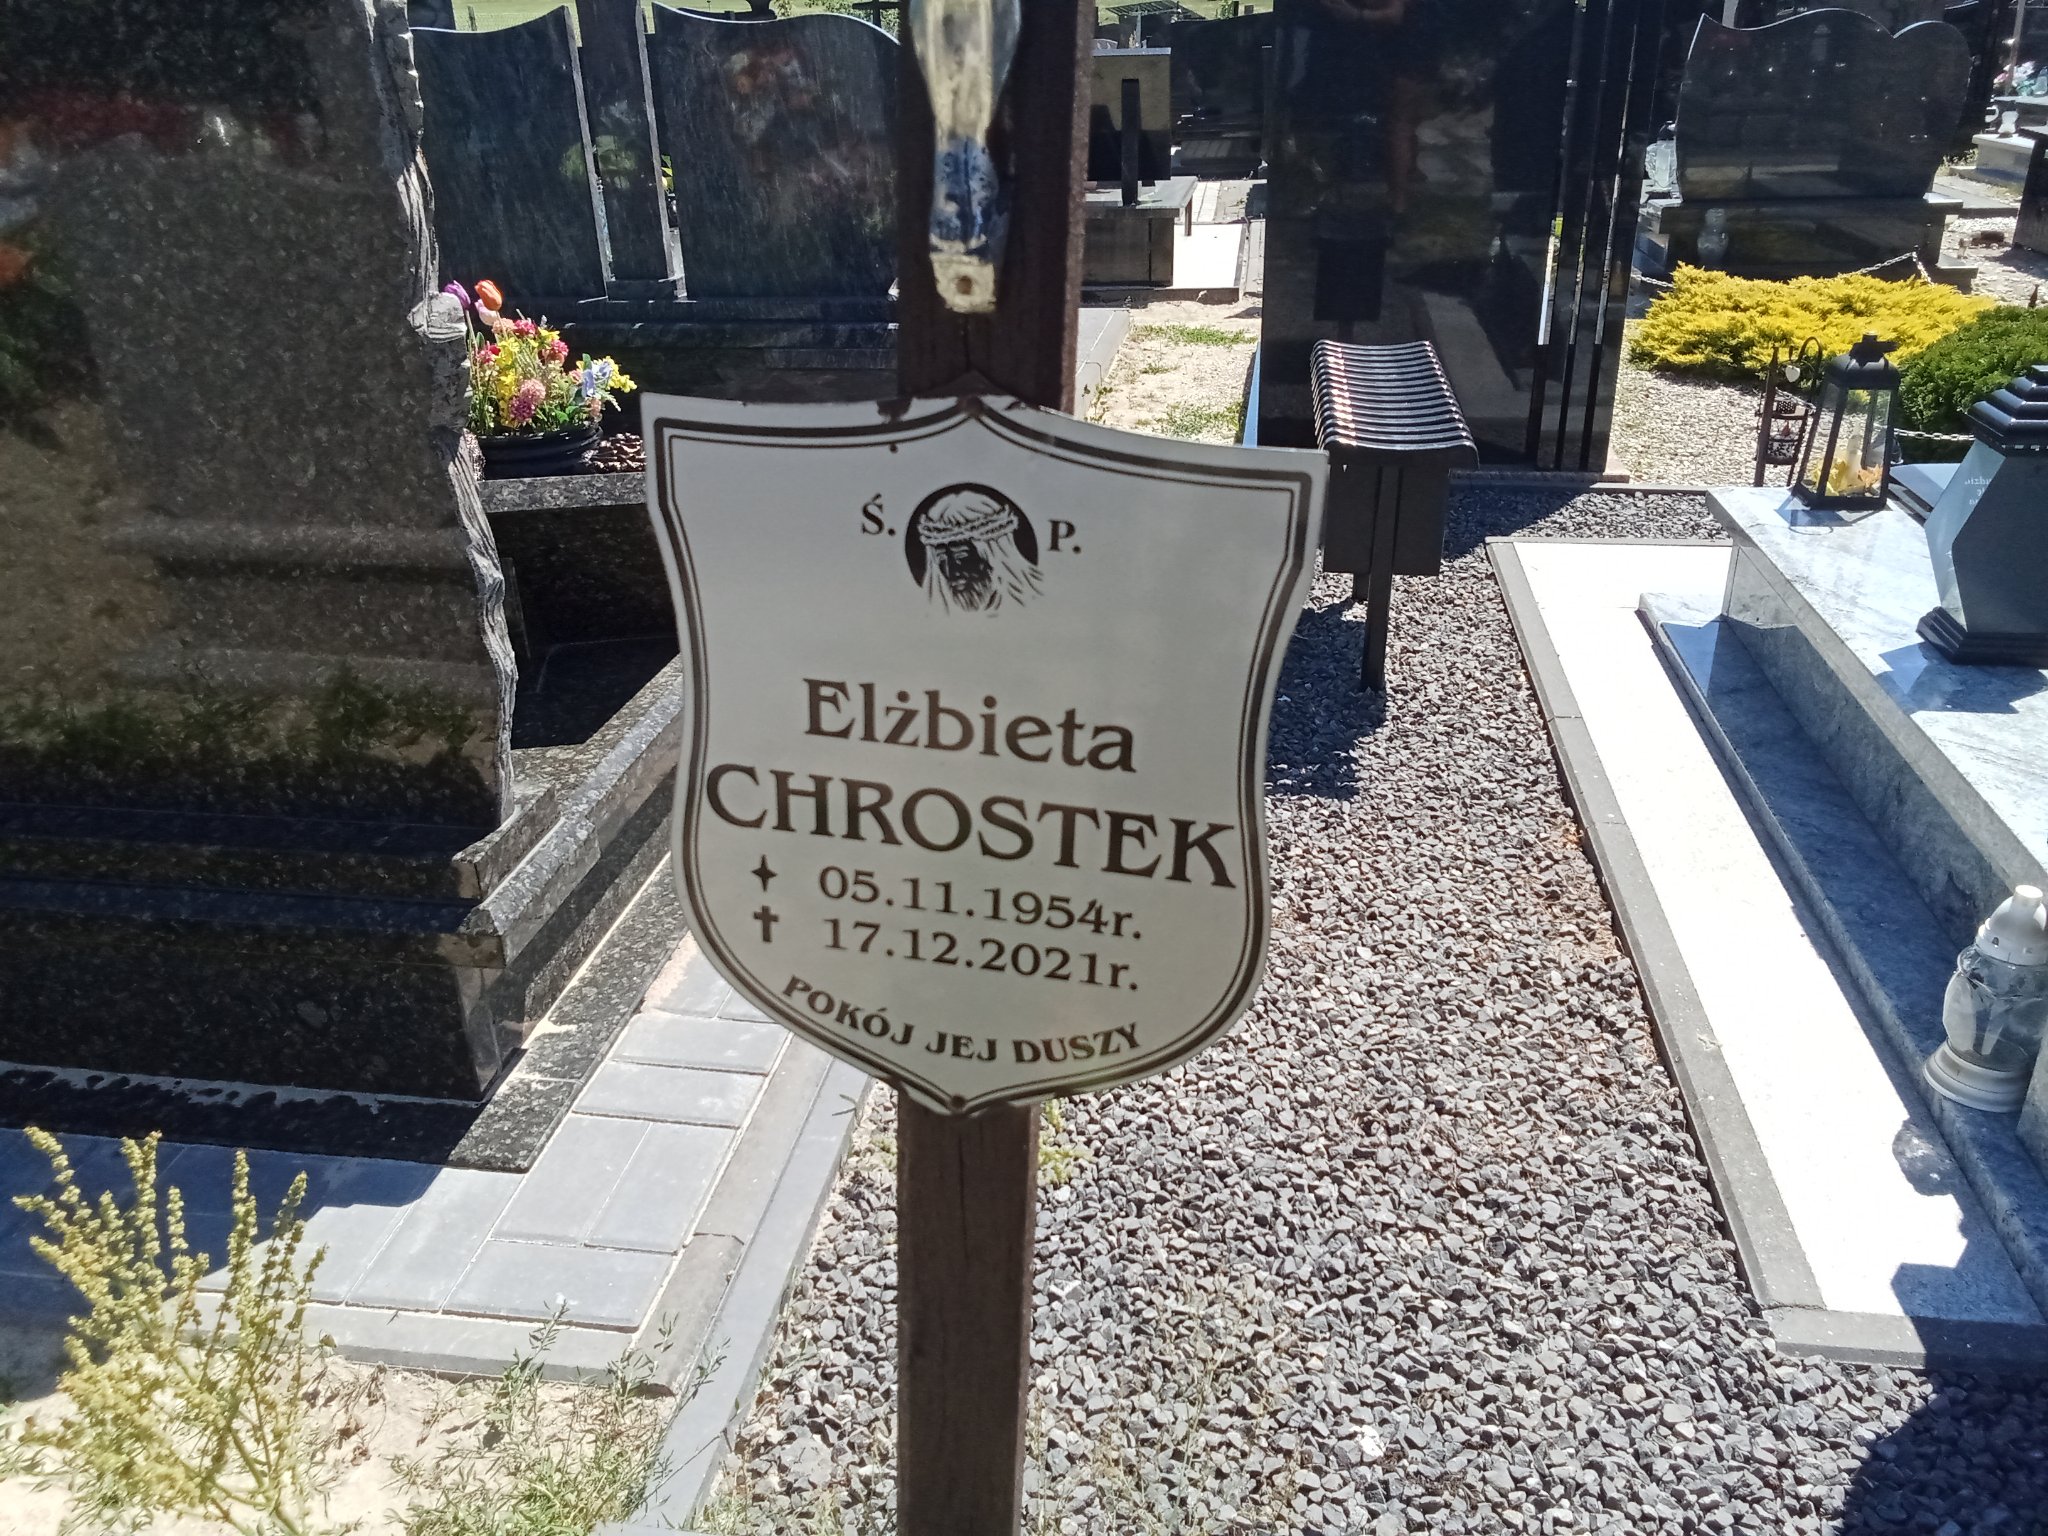 Ś. P.
Elżbieta
CHROSTEK
05.11.1954r.
17.12.2021r.
POKÓJ JEJ DUSZY